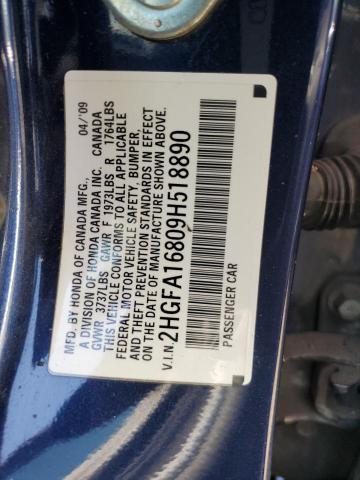 MFD. BY HONDA OF CANADA MFG., 04/'09
A DIVISION OF HONDA CANADA INC. CANADA
GVWR 3737LBS GAWR F 1973LBS R 1764LBS
THIS VEHICLE CONFORMS TO ALL APPLICABLE
FEDERAL MOTOR VEHICLE SAFETY, BUMPER,
AND THEFT PREVENTION STANDARDS IN EFFECT
ON THE DATE OF MANUFACTURE SHOWN ABOVE.
V.I.N. 2HGFA16809H518890
PASSENGER CAR